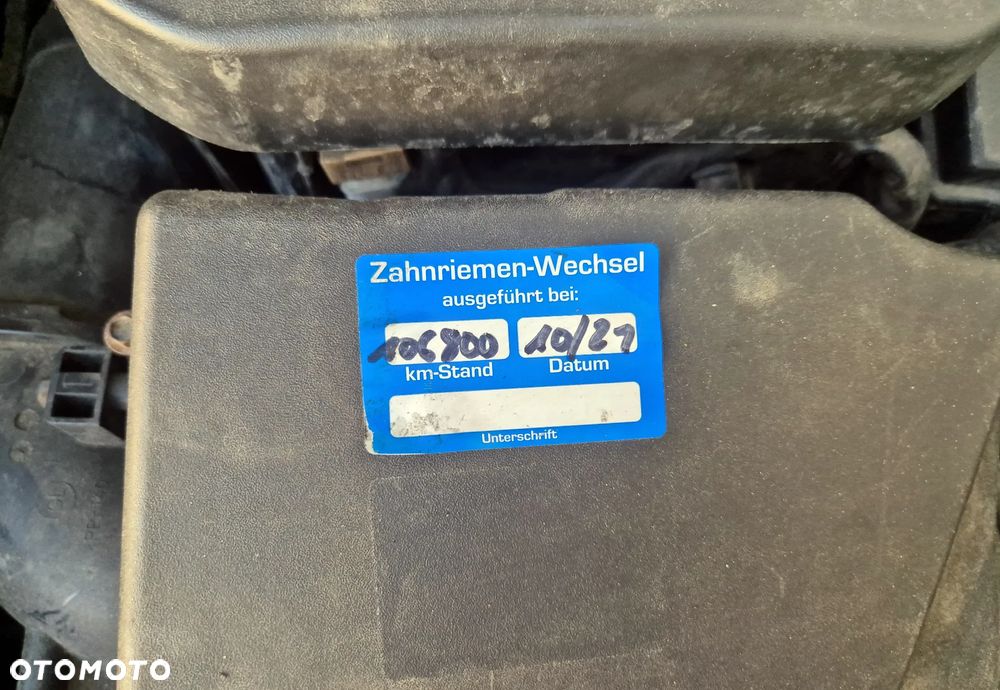 Zahnriemen-Wechsel
ausgeführt bei:
106800 10/21
km-Stand Datum
Unterschrift
OTOMOTO